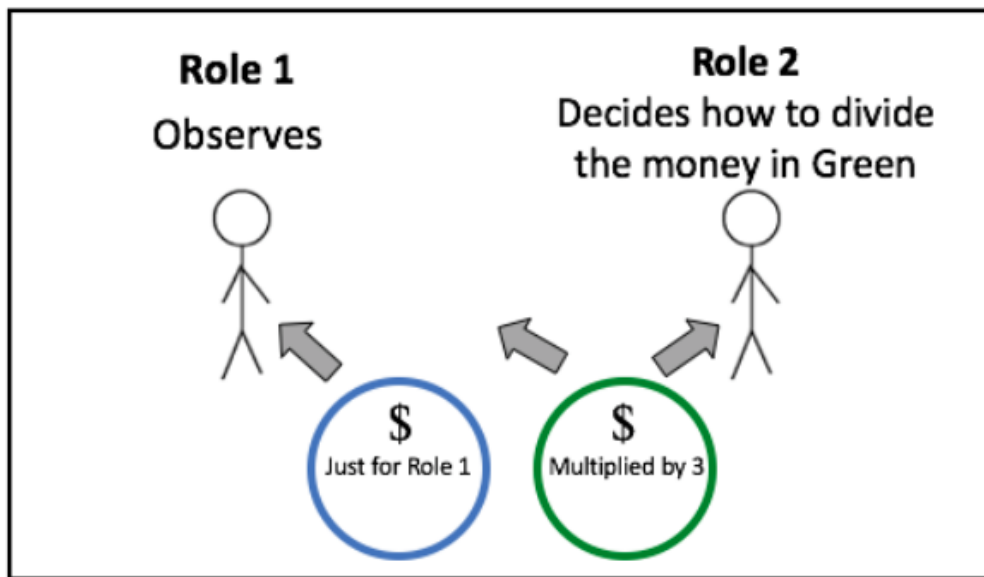 Role 1
Observes
Role 2
Decides how to divide
the money in Green
$
Just for Role 1
$
Multiplied by 3